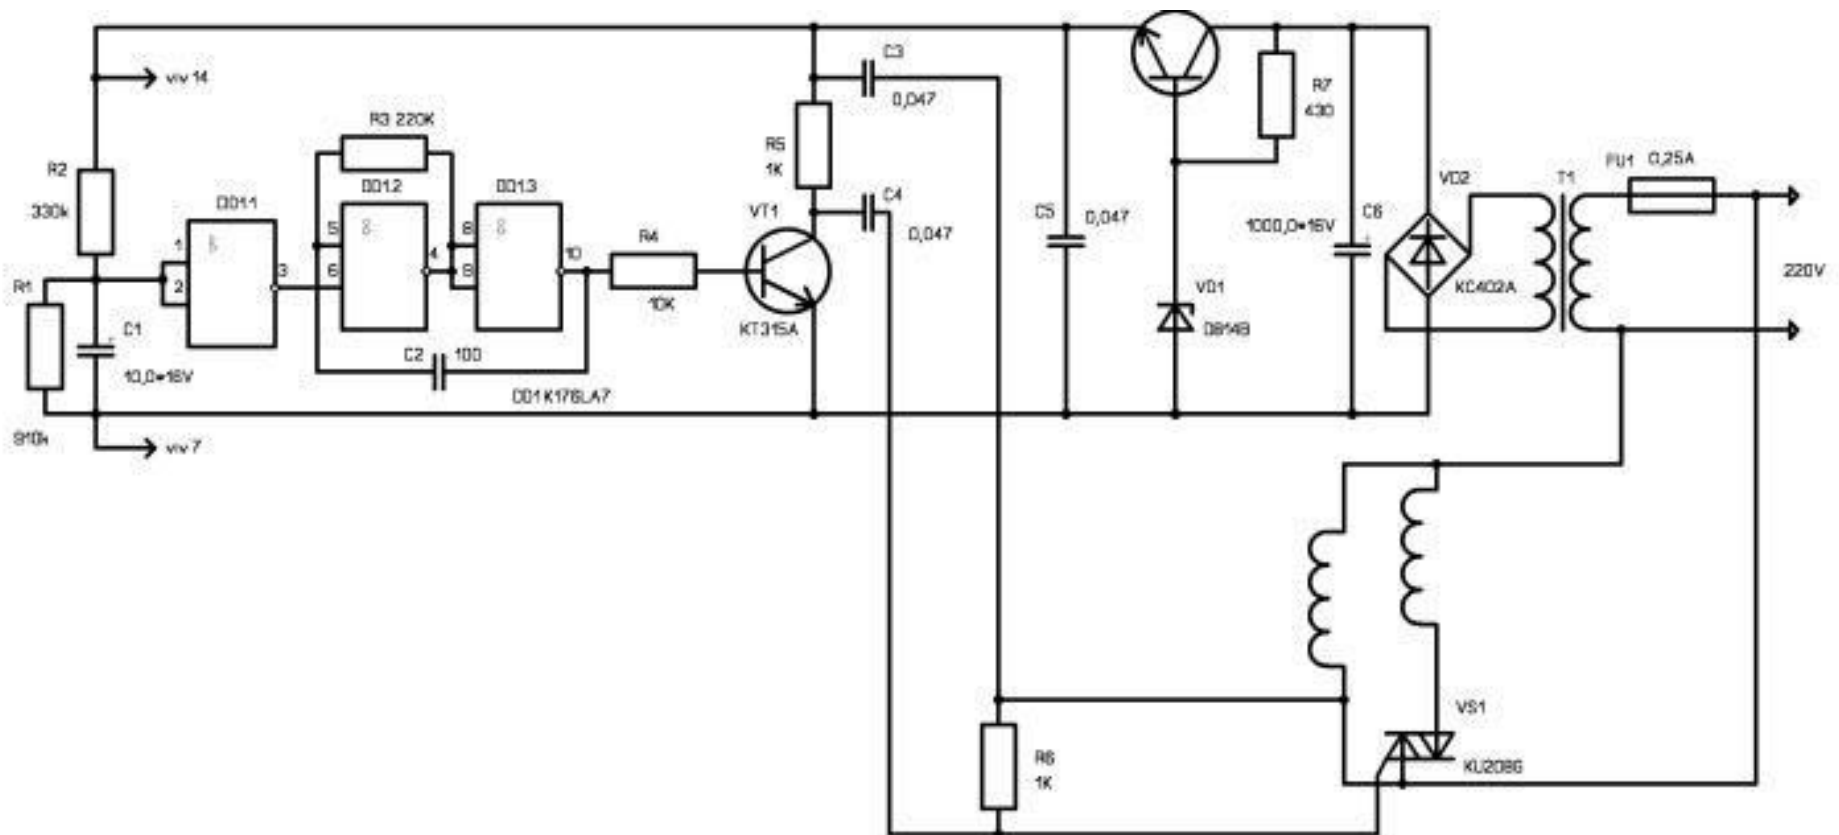 viv 14
C3
0,047
R7
430
R3 220K
R5
1K
R2
330k
DD1.1
DD1.2
DD1.3
VT1
C4
0,047
C5
0,047
1000,0*16V
C6
VD2
T1
FU1 0,25A
1
2
3
5
6
4
8
9
10
R4
10K
KT315A
VD1
D814B
KC402A
220V
R1
910k
C1
10,0*16V
C2
100
DD1 K176LA7
viv 7
R6
1K
VS1
KU208G